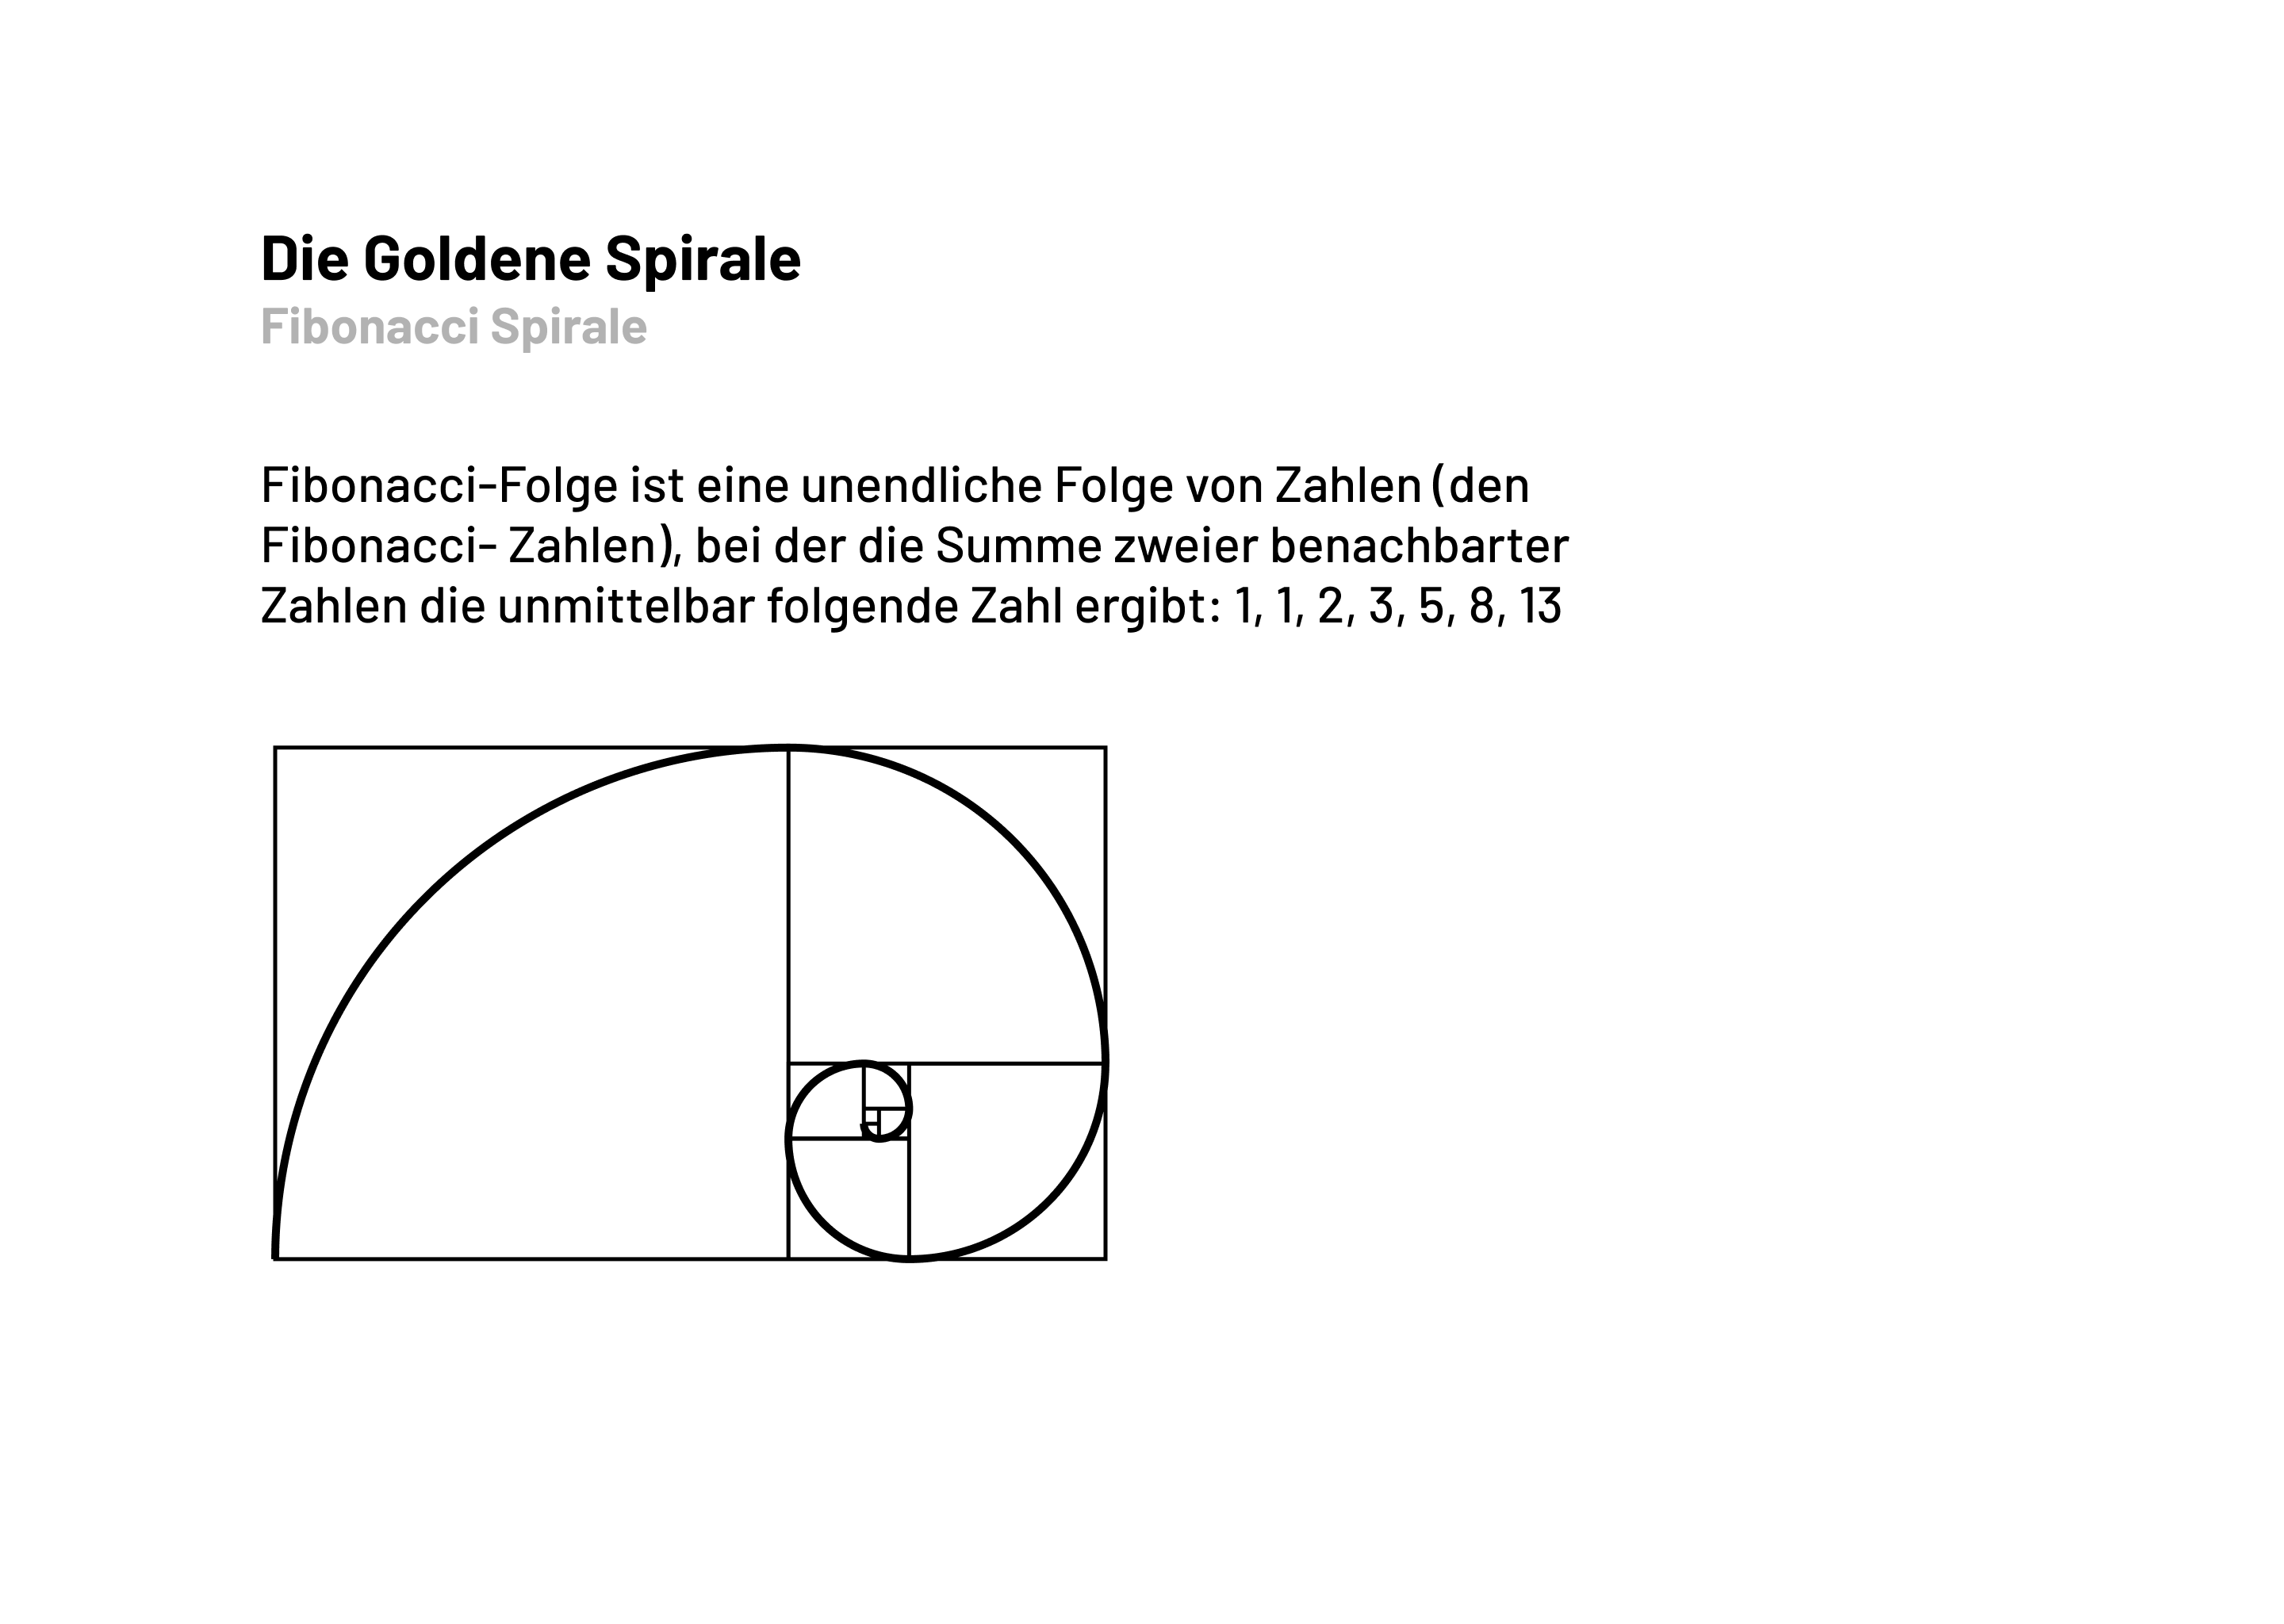 Die Goldene Spirale
Fibonacci Spirale
Fibonacci-Folge ist eine unendliche Folge von Zahlen (den
Fibonacci- Zahlen), bei der die Summe zweier benachbarter
Zahlen die unmittelbar folgende Zahl ergibt: 1, 1, 2, 3, 5, 8, 13